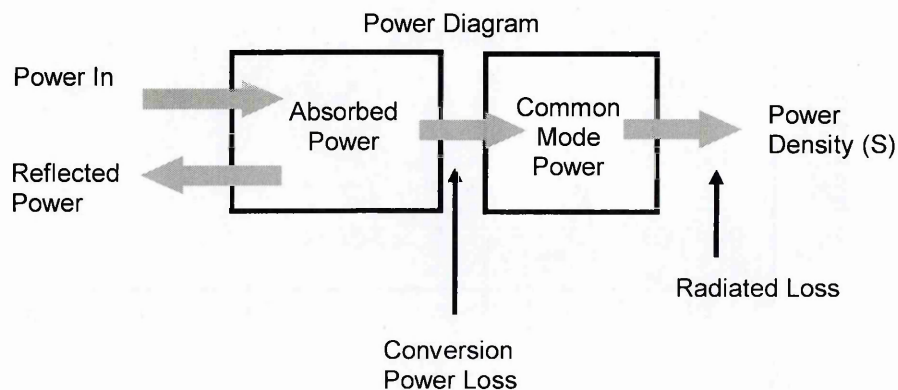 Power Diagram
Power In
Reflected
Power
Absorbed
Power
Common
Mode
Power
Power
Density (S)
Radiated Loss
Conversion
Power Loss